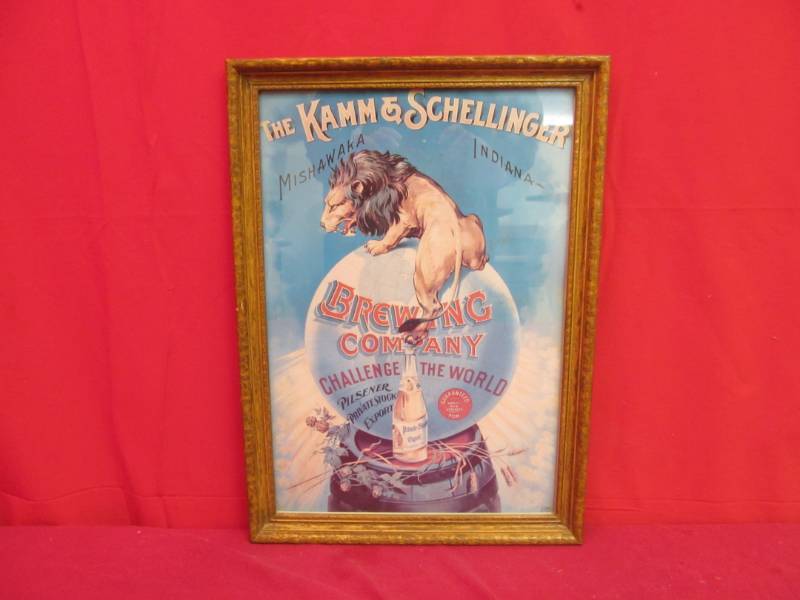 THE KAMM & SCHELLINGER
MISHAWAKA INDIANA
BREWING
COMPANY
CHALLENGE THE WORLD
PILSENER
PRIVATE STOCK
EXPORT
GUARANTEED